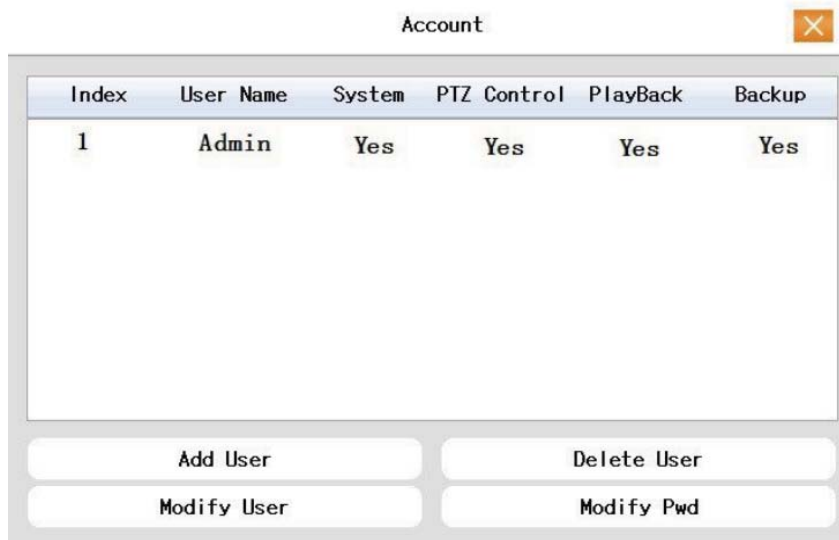 Account
Index User Name System PTZ Control PlayBack Backup
1 Admin Yes Yes Yes Yes
Add User Delete User
Modify User Modify Pwd